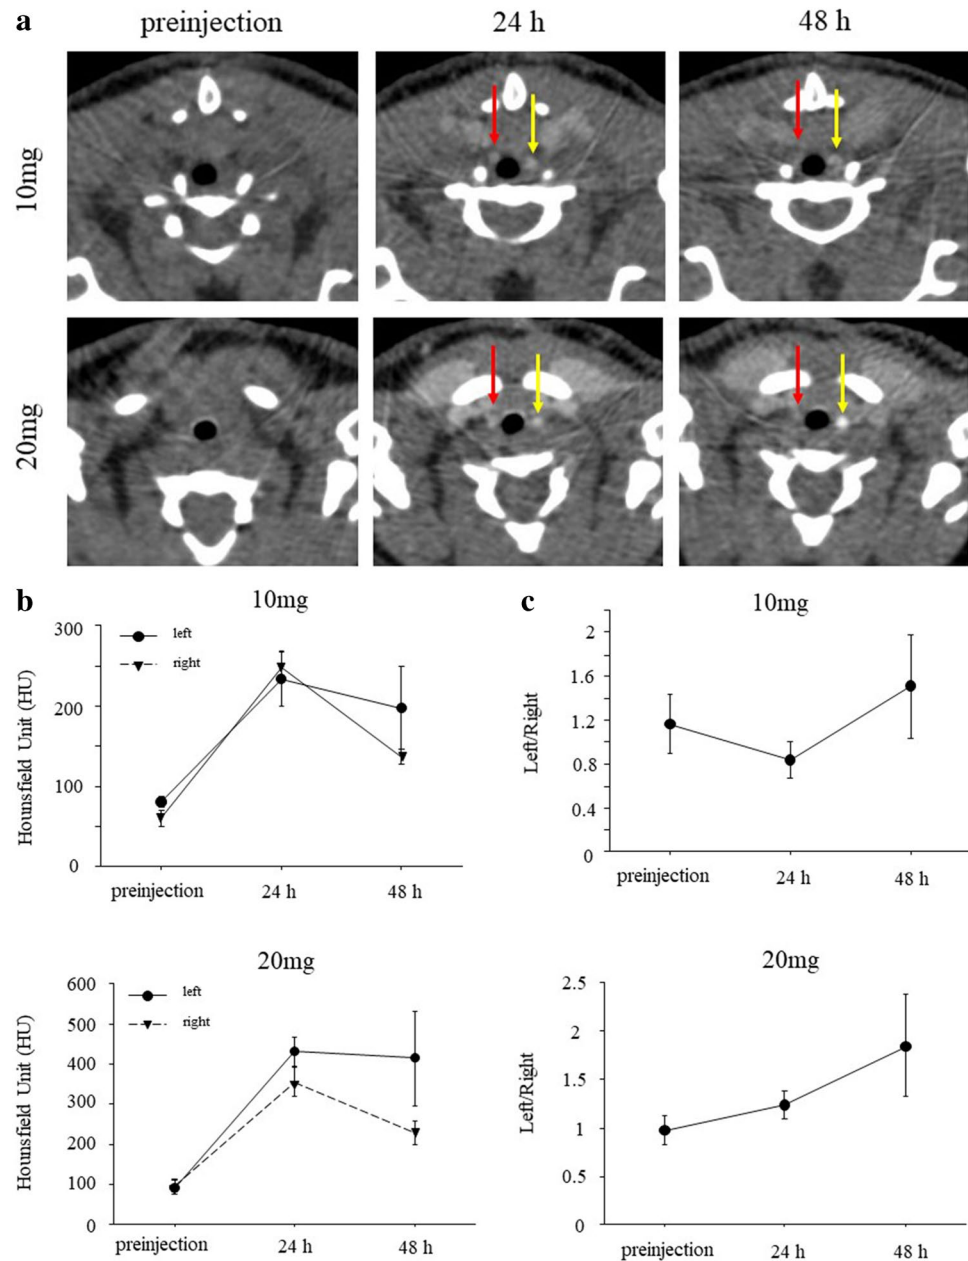 a
preinjection 24 h 48 h
10mg
20mg
b
10mg
Hounsfield Unit (HU)
300
200
100
0
left
right
preinjection 24 h 48 h
c
10mg
Left/Right
2
1.6
1.2
0.8
0.4
0
preinjection 24 h 48 h
20mg
Hounsfield Unit (HU)
600
500
400
300
200
100
0
left
right
preinjection 24 h 48 h
20mg
Left/Right
2.5
2
1.5
1
0.5
0
preinjection 24 h 48 h